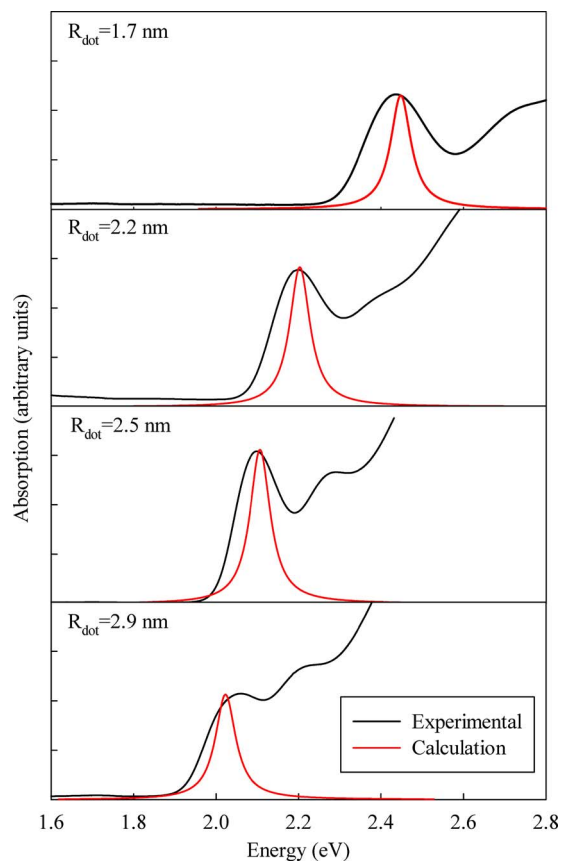 R_dot=1.7 nm
R_dot=2.2 nm
R_dot=2.5 nm
R_dot=2.9 nm
Absorption (arbitrary units)
Experimental
Calculation
1.6 1.8 2.0 2.2 2.4 2.6 2.8
Energy (eV)